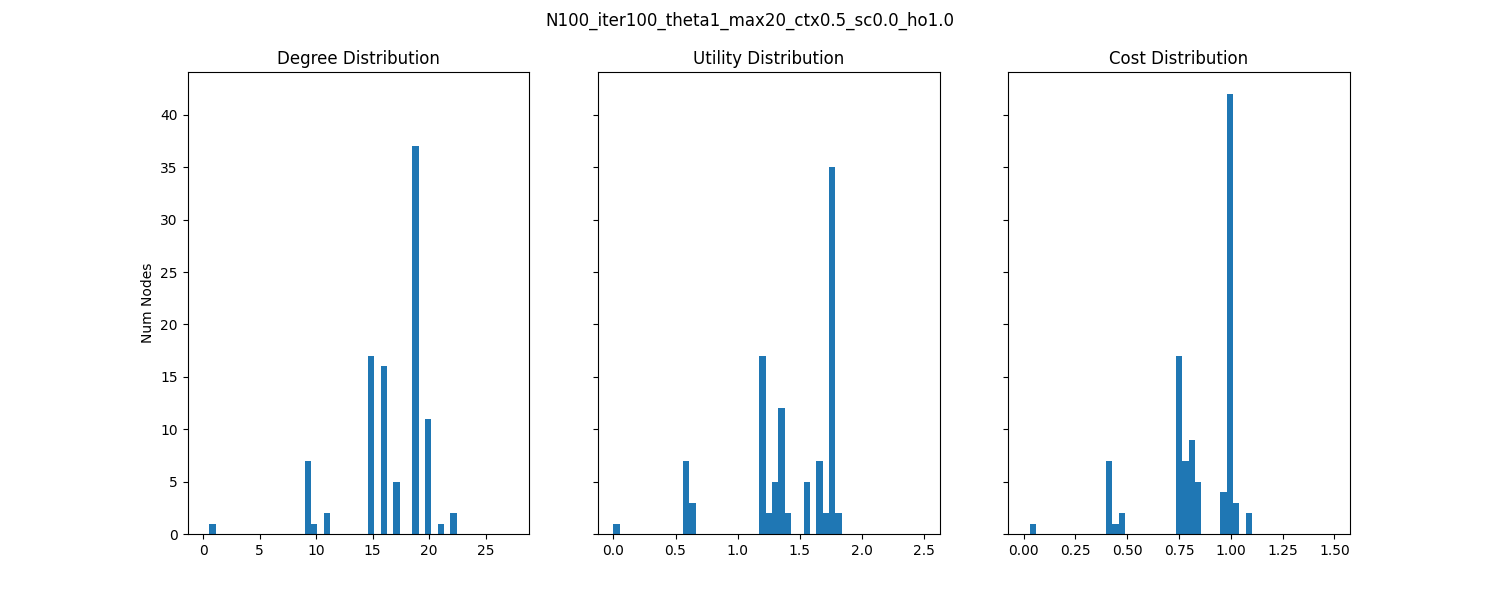 N100_iter100_theta1_max20_ctx0.5_sc0.0_ho1.0
Degree Distribution
Utility Distribution
Cost Distribution
Num Nodes
40
35
30
25
20
15
10
5
0
0 5 10 15 20 25
0.0 0.5 1.0 1.5 2.0 2.5
0.00 0.25 0.50 0.75 1.00 1.25 1.50